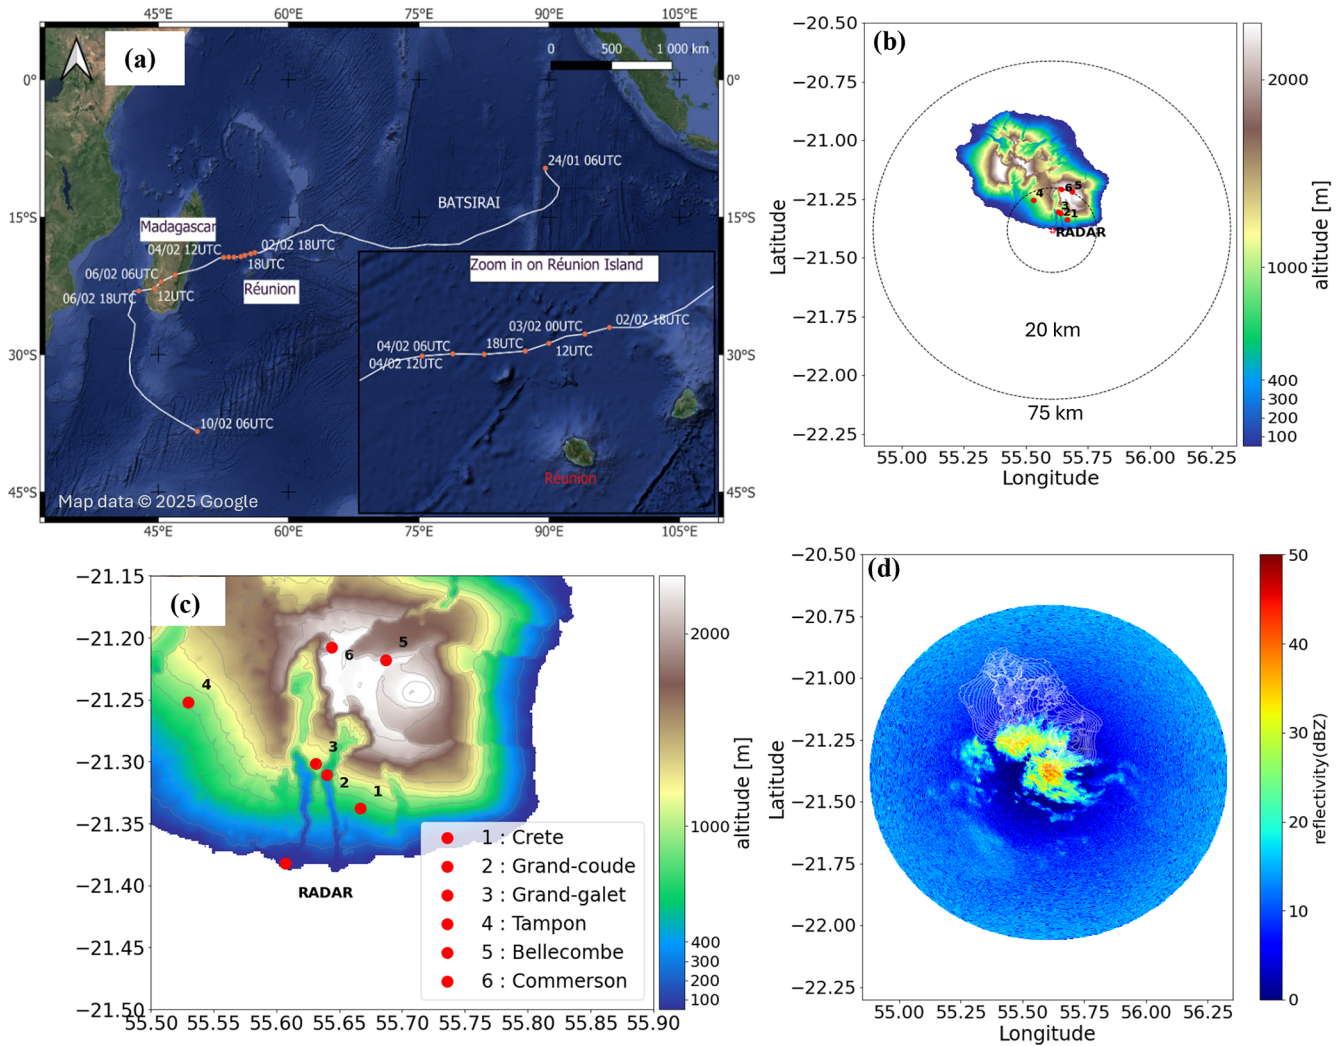 45°E 60°E 75°E 90°E 105°E
(a)
0 500 1 000 km
0° 0°
24/01 06UTC
BATSIRAI
15°S 15°S
Madagascar
04/02 12UTC 02/02 18UTC
18UTC
06/02 06UTC
Réunion
06/02 18UTC 12UTC
Zoom in on Réunion Island
02/02 18UTC
03/02 00UTC
04/02 06UTC 18UTC 12UTC
04/02 12UTC
30°S 30°S
10/02 06UTC
Réunion
Map data © 2025 Google
45°S 45°S
45°E 60°E 75°E 90°E 105°E
(b)
−20.50
−20.75
−21.00
−21.25
−21.50
−21.75
−22.00
−22.25
Latitude
4 6 5
3
2 1
RADAR
20 km
75 km
55.00 55.25 55.50 55.75 56.00 56.25
Longitude
2000
1000
400
300
200
100
altitude [m]
(c)
−21.15
−21.20
−21.25
−21.30
−21.35
−21.40
−21.45
−21.50
5
6
4
3
2
1
RADAR
1 : Crete
2 : Grand-coude
3 : Grand-galet
4 : Tampon
5 : Bellecombe
6 : Commerson
55.50 55.55 55.60 55.65 55.70 55.75 55.80 55.85 55.90
2000
1000
400
300
200
100
altitude [m]
(d)
−20.50
−20.75
−21.00
−21.25
−21.50
−21.75
−22.00
−22.25
Latitude
55.00 55.25 55.50 55.75 56.00 56.25
Longitude
50
40
30
20
10
0
reflectivity(dBZ)